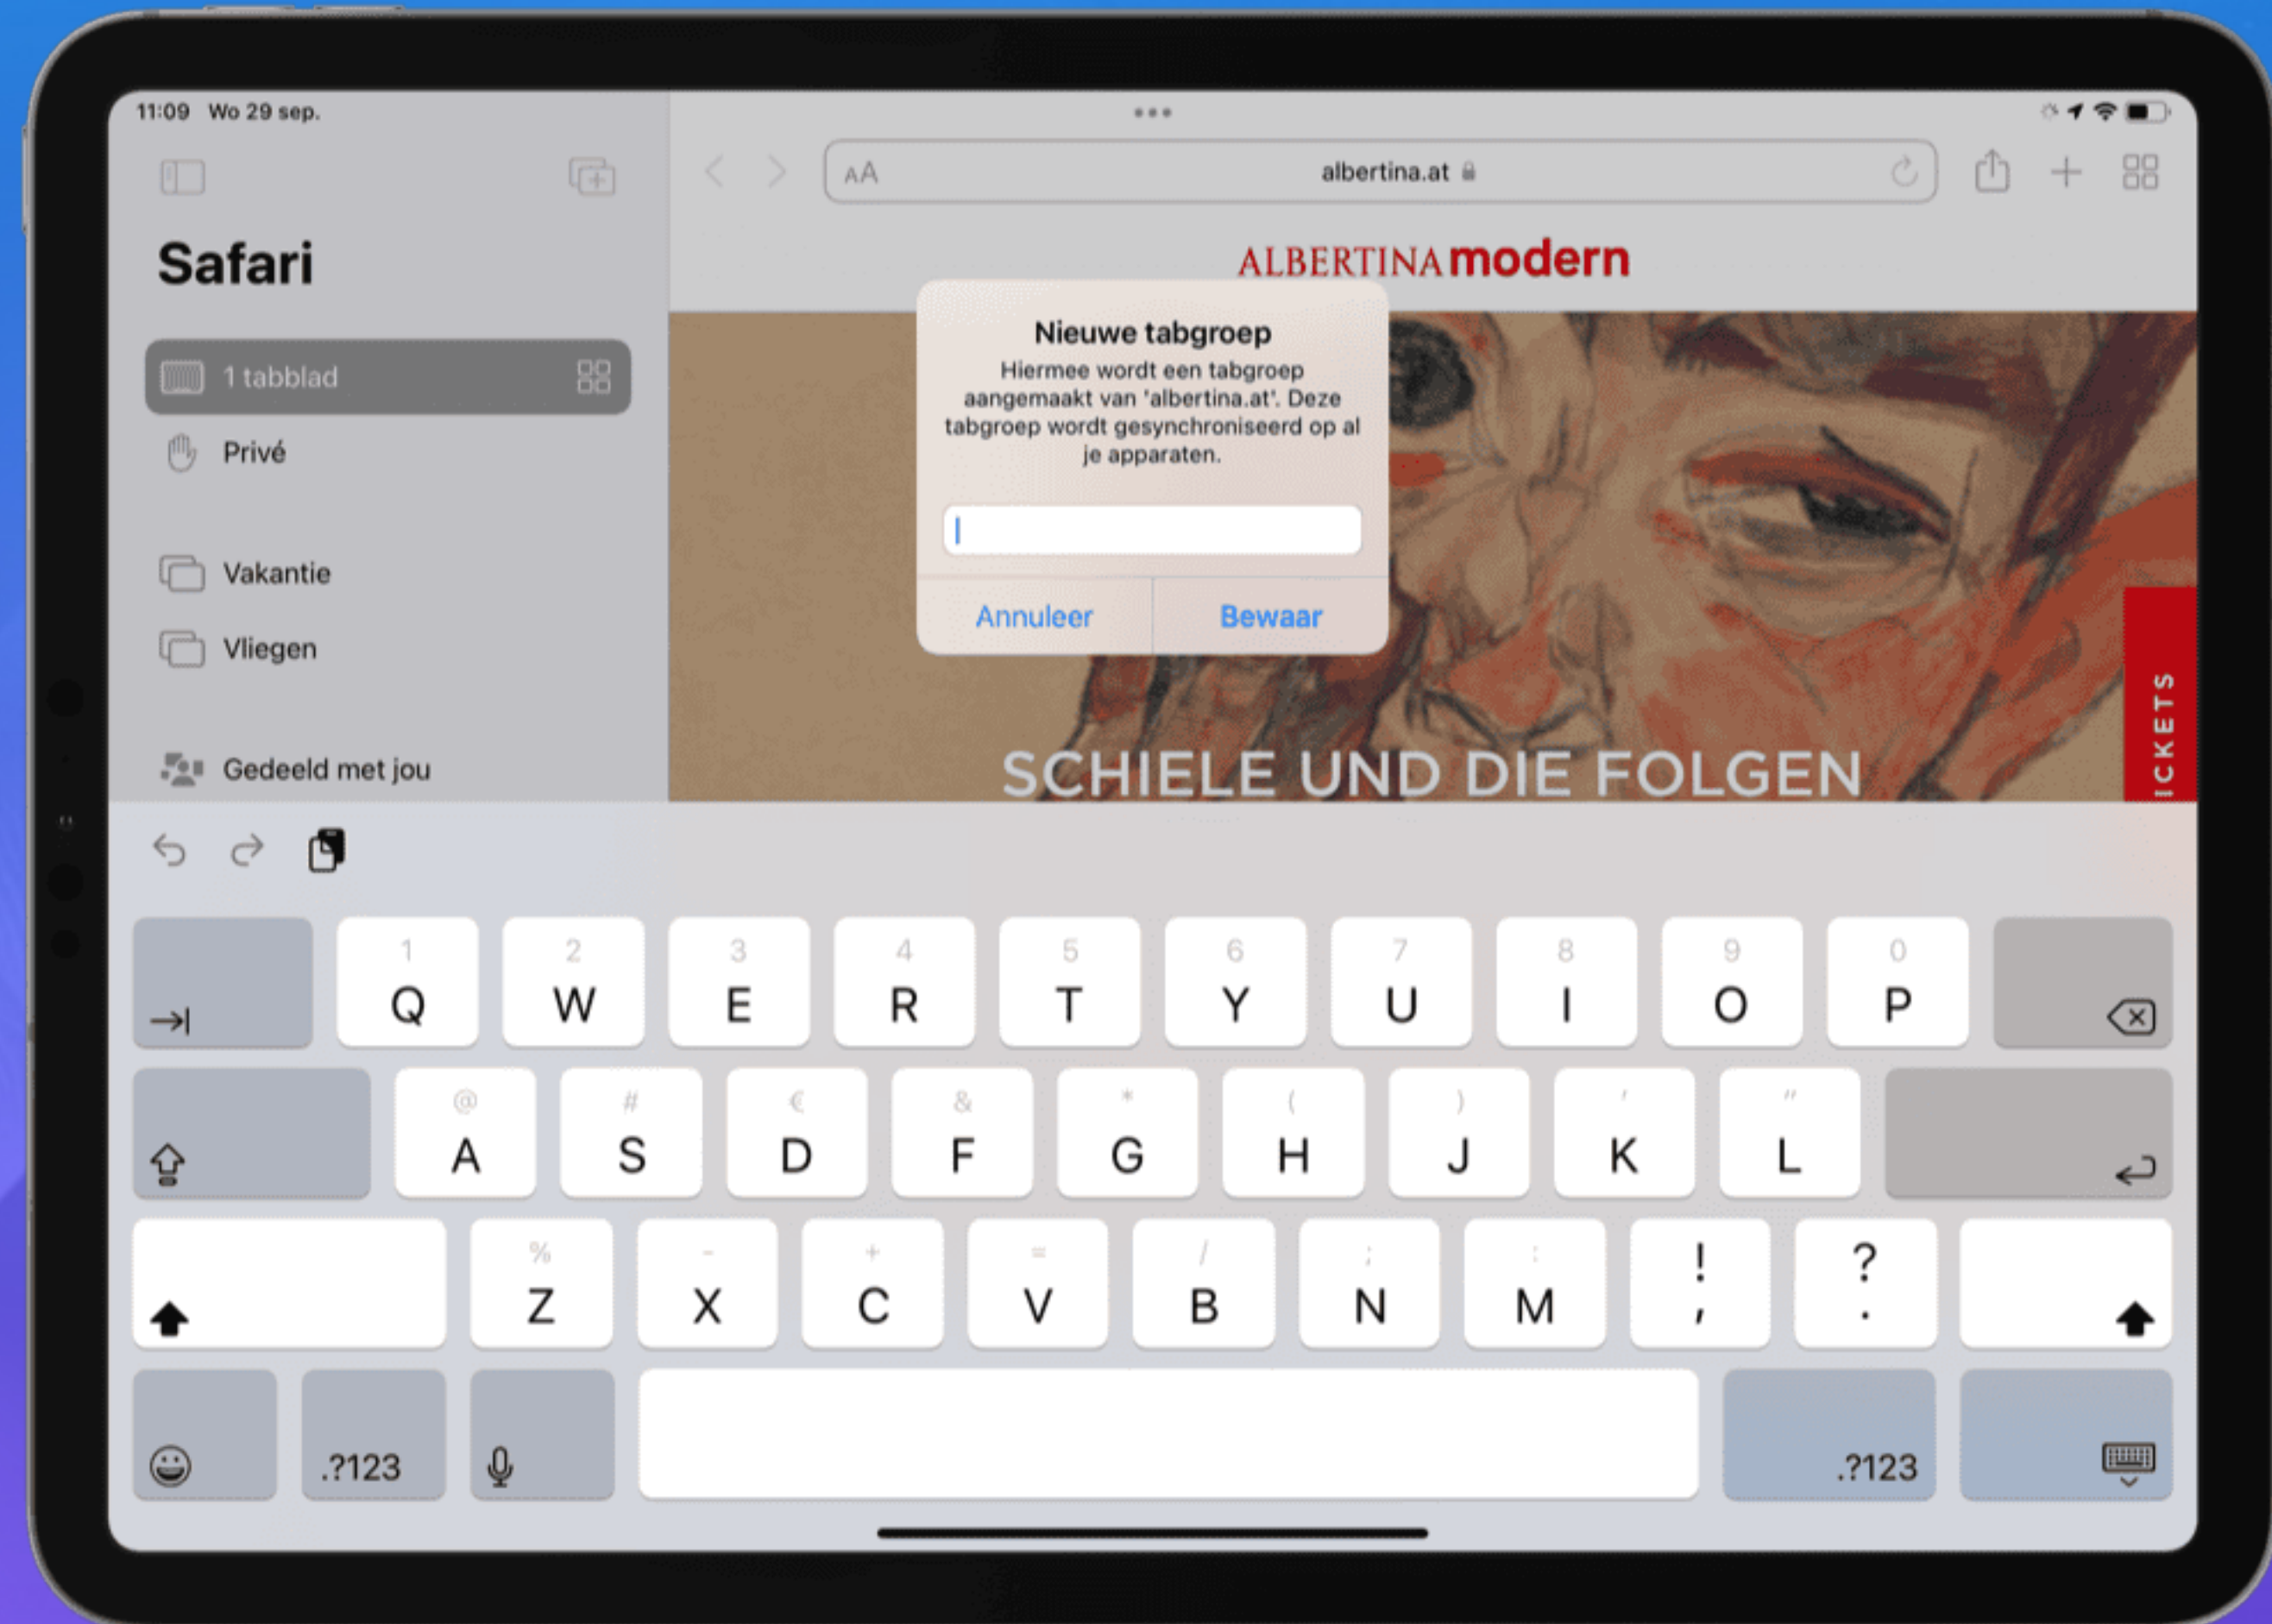 11:09 Wo 29 sep.
AA albertina.at
Safari
ALBERTINA modern
1 tabblad
Privé
Vakantie
Vliegen
Gedeeld met jou
Nieuwe tabgroep
Hiermee wordt een tabgroep
aangemaakt van 'albertina.at'. Deze
tabgroep wordt gesynchroniseerd op al
je apparaten.
Annuleer Bewaar
ICKETS
SCHIELE UND DIE FOLGEN
1 2 3 4 5 6 7 8 9 0
Q W E R T Y U I O P
@ # € & * ( ) ' "
A S D F G H J K L
% - + = / ; : ! ?
Z X C V B N M , .
.?123 .?123